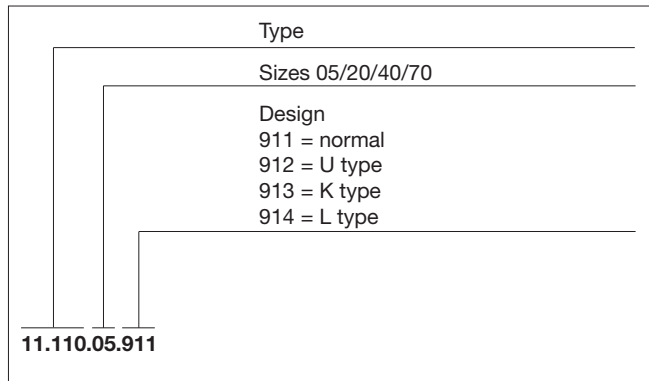 Type
Sizes 05/20/40/70
Design
911 = normal
912 = U type
913 = K type
914 = L type
11.110.05.911